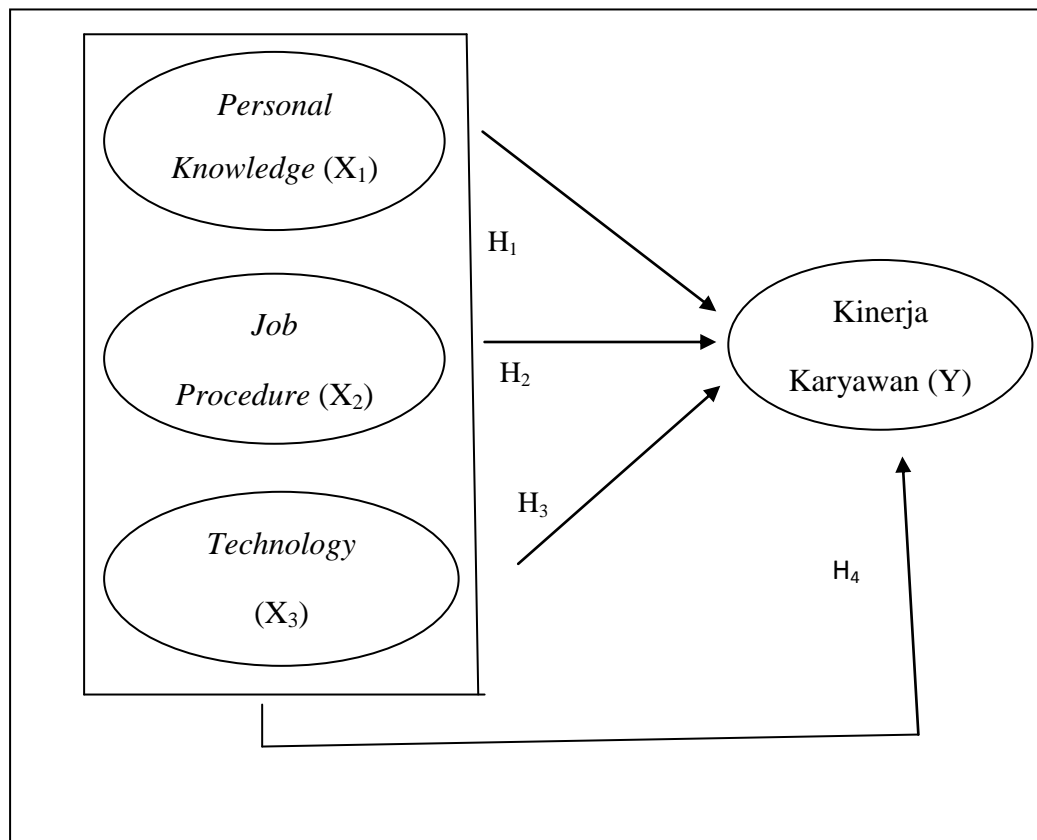 Personal
Knowledge (X₁)
H₁
Job
Procedure (X₂)
H₂
Kinerja
Karyawan (Y)
Technology
(X₃)
H₃
H₄